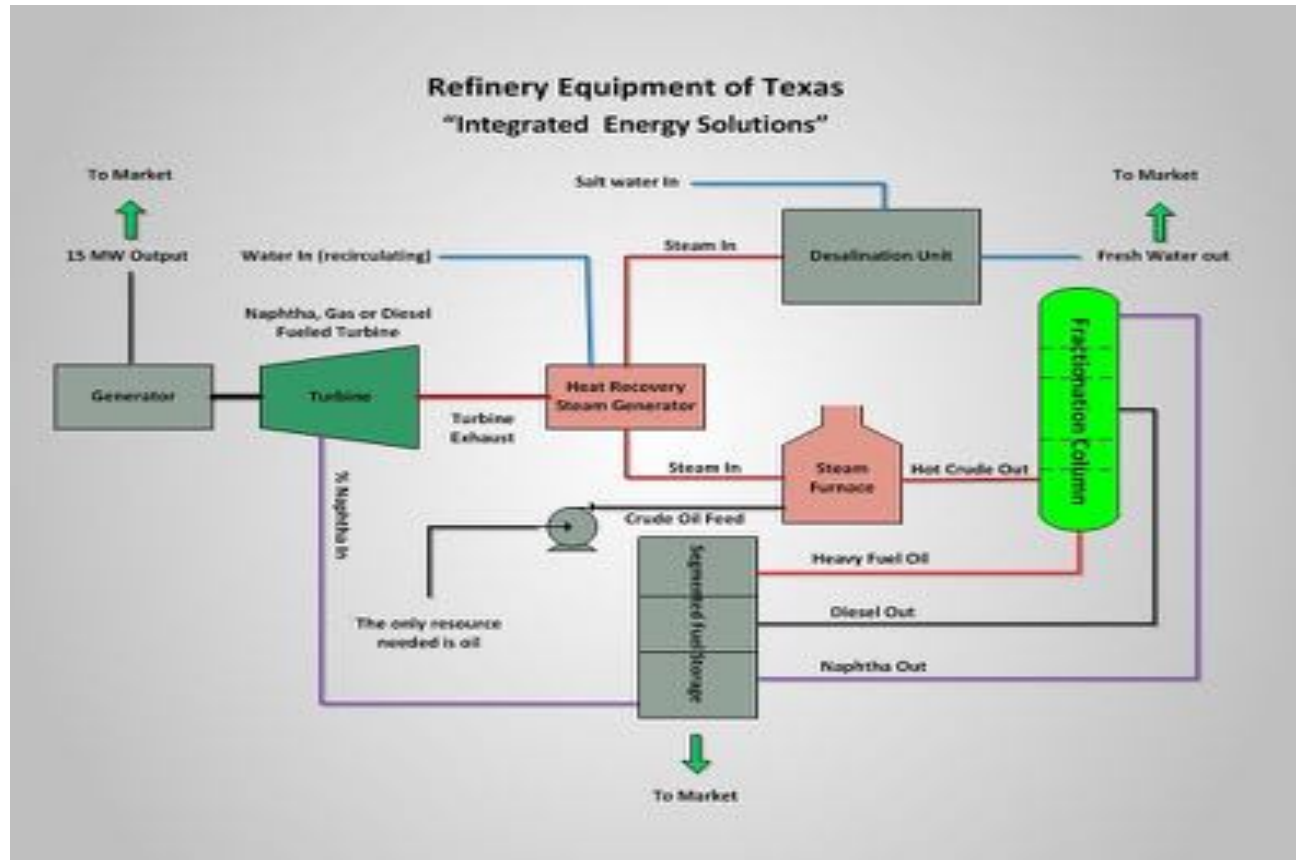 Refinery Equipment of Texas
“Integrated  Energy Solutions”
To Market
Salt water In
To Market
15 MW Output
Water In (recirculating)
Steam In
Desalination Unit
Fresh Water out
Naphtha, Gas or Diesel
Fueled Turbine
Generator
Turbine
Heat Recovery
Steam Generator
Fractionation Column
Turbine
Exhaust
Steam In
Steam
Furnace
Hot Crude Out
% Naphtha In
Crude Oil Feed
Segmented Fuel Storage
Heavy Fuel Oil
The only resource
needed is oil
Diesel Out
Naphtha Out
To Market